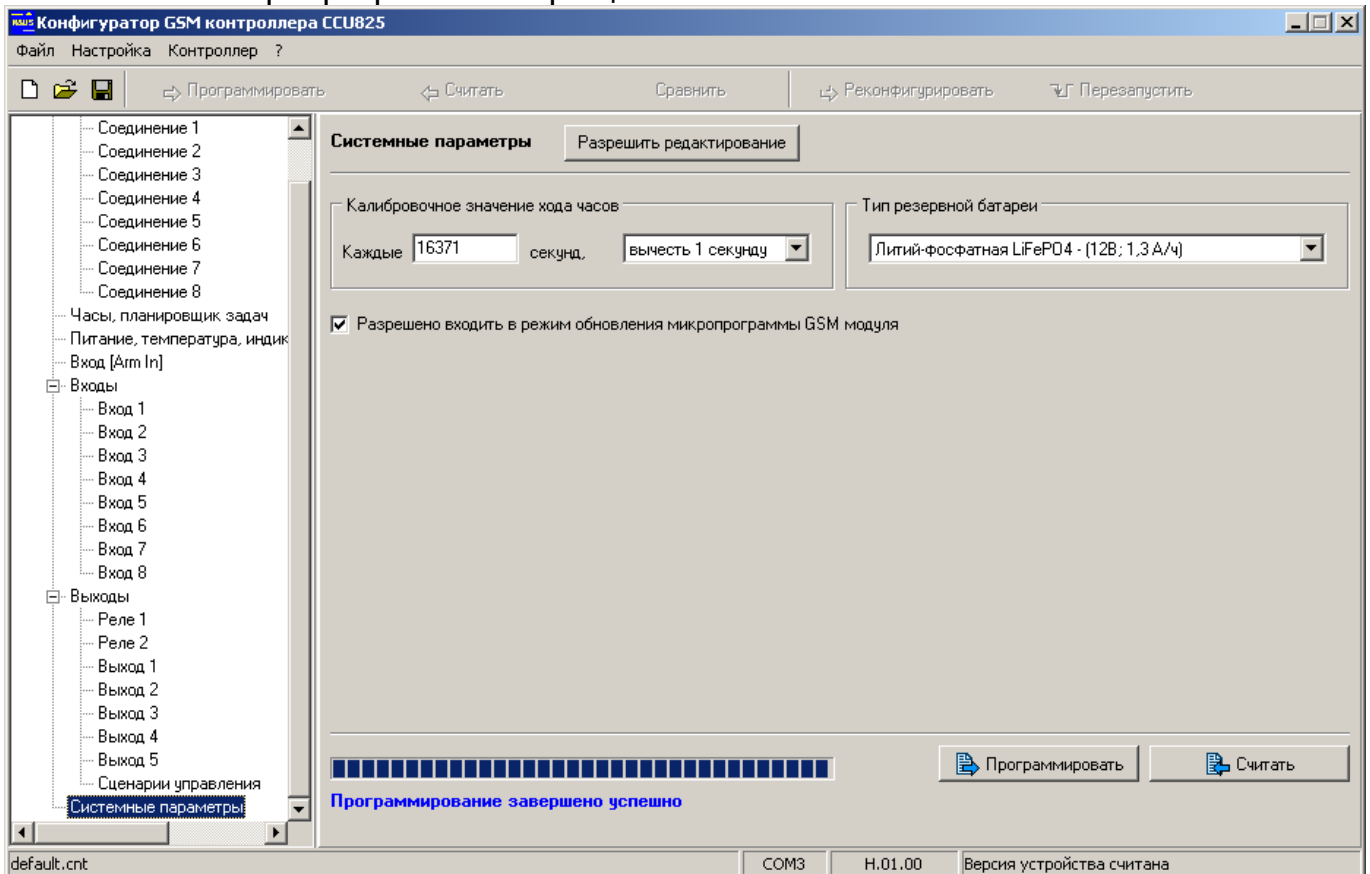 Конфигуратор GSM контроллера CCU825
Файл Настройка Контроллер ?
Программировать Считать Сравнить Реконфигурировать Перезапустить
Соединение 1
Соединение 2
Соединение 3
Соединение 4
Соединение 5
Соединение 6
Соединение 7
Соединение 8
Часы, планировщик задач
Питание, температура, индик
Вход [Arm In]
Входы
Вход 1
Вход 2
Вход 3
Вход 4
Вход 5
Вход 6
Вход 7
Вход 8
Выходы
Реле 1
Реле 2
Выход 1
Выход 2
Выход 3
Выход 4
Выход 5
Сценарии управления
Системные параметры
Системные параметры Разрешить редактирование
Калибровочное значение хода часов
Каждые 16371 секунд, вычесть 1 секунду
Тип резервной батареи
Литий-фосфатная LiFePO4 - (12В; 1,3 А/ч)
Разрешено входить в режим обновления микропрограммы GSM модуля
Программировать Считать
Программирование завершено успешно
default.cnt COM3 H.01.00 Версия устройства считана